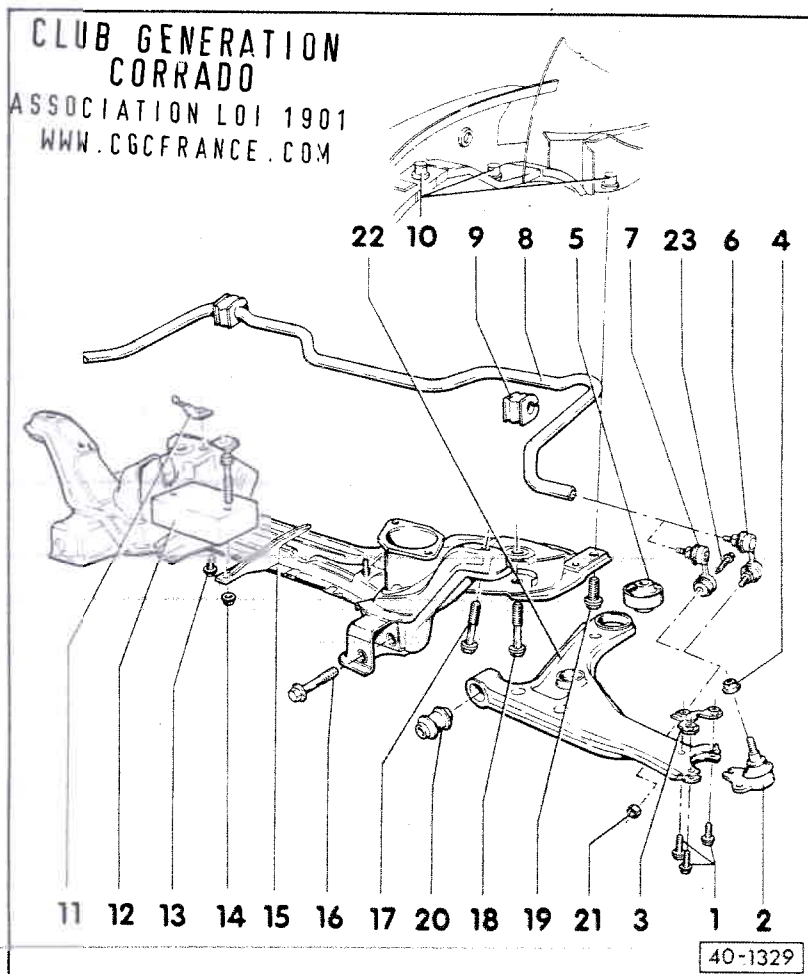 CLUB GENERATION
CORRADO
ASSOCIATION LOI 1901
WWW.CGCFRANCE.COM
22 10 9 8 5 7 23 6 4
11 12 13 14 15 16 17 20 18 19 21 3 1 2
40-1329